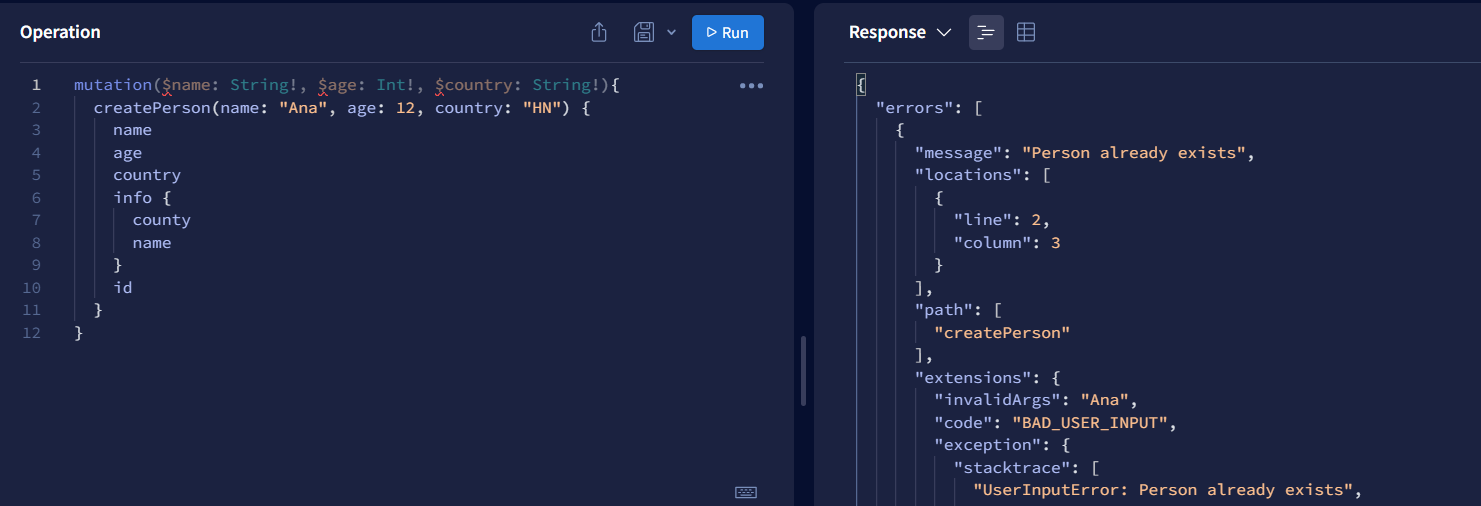 Operation
Run
1 mutation($name: String!, $age: Int!, $country: String!){
2   createPerson(name: "Ana", age: 12, country: "HN") {
3     name
4     age
5     country
6     info {
7       county
8       name
9     }
10     id
11   }
12 }
Response
{
  "errors": [
    {
      "message": "Person already exists",
      "locations": [
        {
          "line": 2,
          "column": 3
        }
      ],
      "path": [
        "createPerson"
      ],
      "extensions": {
        "invalidArgs": "Ana",
        "code": "BAD_USER_INPUT",
        "exception": {
          "stacktrace": [
            "UserInputError: Person already exists",